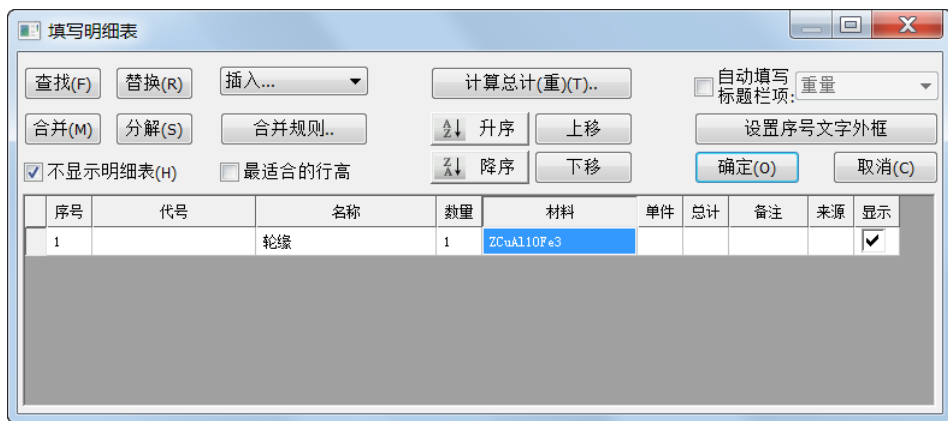 填写明细表
查找(F) 替换(R) 插入... 计算总计(重)(T).. 自动填写标题栏项: 重量
合并(M) 分解(S) 合并规则.. 升序 上移 设置序号文字外框
不显示明细表(H) 最适合的行高 降序 下移 确定(O) 取消(C)
序号 代号 名称 数量 材料 单件 总计 备注 来源 显示
1 轮缘 1 ZCuAl10Fe3